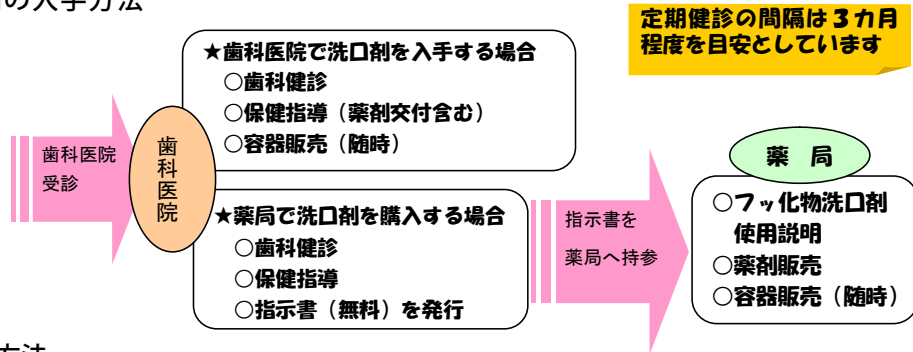 の入手方法
定期健診の間隔は３カ月
程度を目安としています
歯科医院
受診
歯科医院
★歯科医院で洗口剤を入手する場合
○歯科健診
○保健指導（薬剤交付含む）
○容器販売（随時）
★薬局で洗口剤を購入する場合
○歯科健診
○保健指導
○指示書（無料）を発行
指示書を
薬局へ持参
薬 局
○フッ化物洗口剤
使用説明
○薬剤販売
○容器販売（随時）
方法